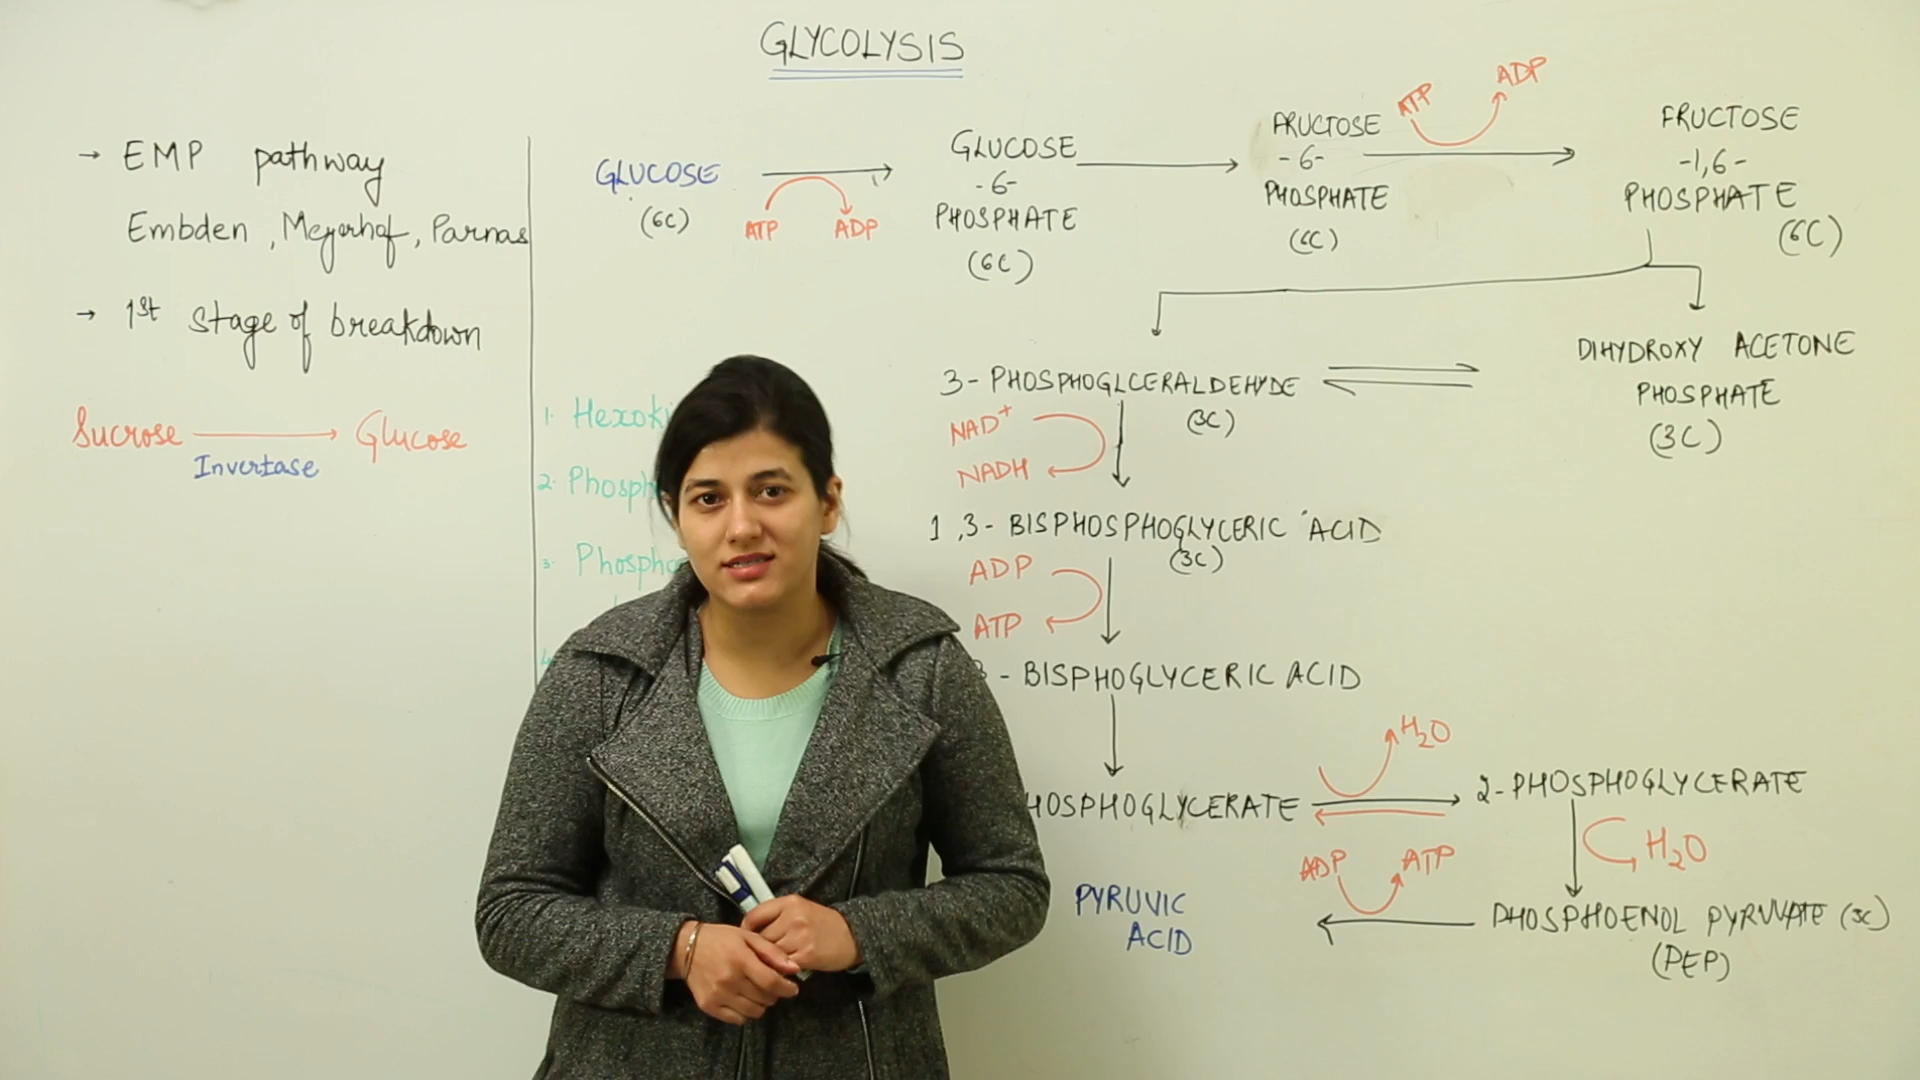 GLYCOLYSIS
→ EMP pathway
Embden, Meyerhof, Parnas
→ 1st stage of breakdown
Sucrose → Glucose
Invertase
GLUCOSE
(6C)
ATP ADP
GLUCOSE
-6-
PHOSPHATE
(6C)
FRUCTOSE
-6-
PHOSPHATE
(6C)
ATP ADP
FRUCTOSE
-1,6-
PHOSPHATE
(6C)
3-PHOSPHOGLCERALDEHYDE
(3C)
DIHYDROXY ACETONE
PHOSPHATE
(3C)
NAD+
NADH
1,3-BISPHOSPHOGLYCERIC ACID
(3C)
ADP
ATP
- BISPHOGLYCERIC ACID
HOSPHOGLYCERATE
H2O
2-PHOSPHOGLYCERATE
H2O
PHOSPHOENOL PYRUVATE (3C)
(PEP)
ADP ATP
PYRUVIC
ACID
1. Hexoki
2. Phosph
3. Phospho